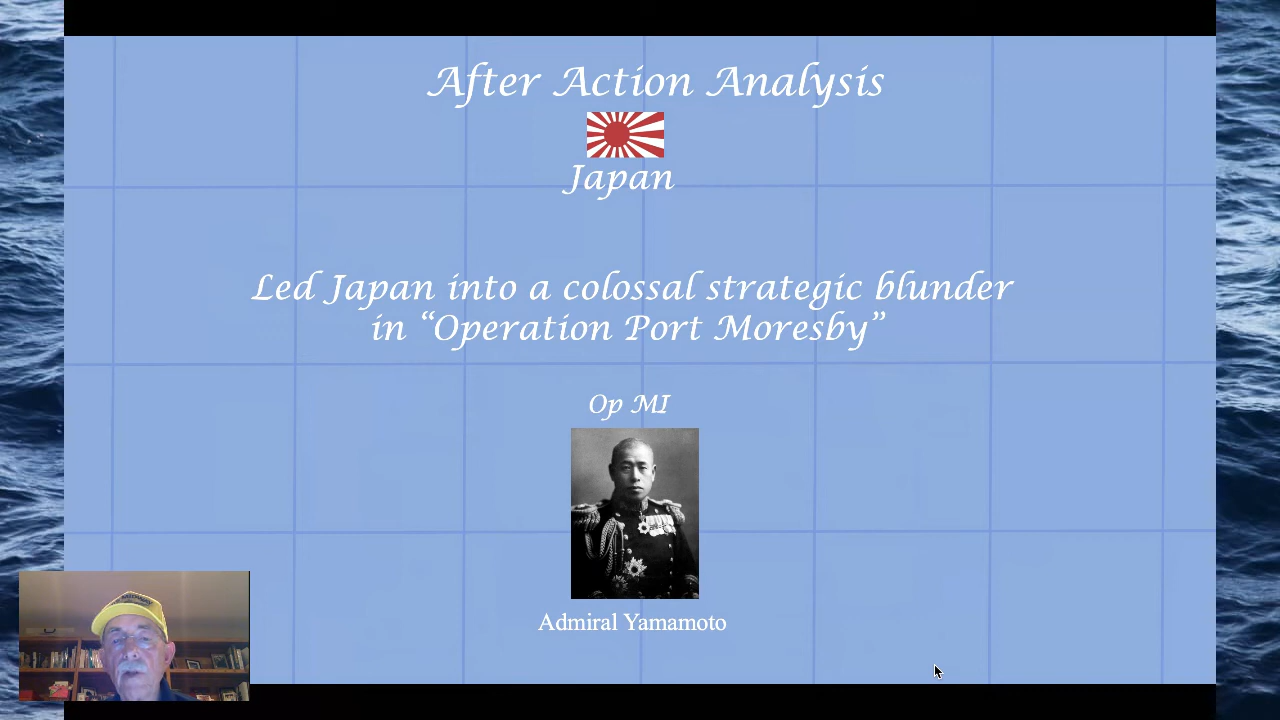 After Action Analysis
Japan
Led Japan into a colossal strategic blunder
in “Operation Port Moresby”
Op MI
Admiral Yamamoto